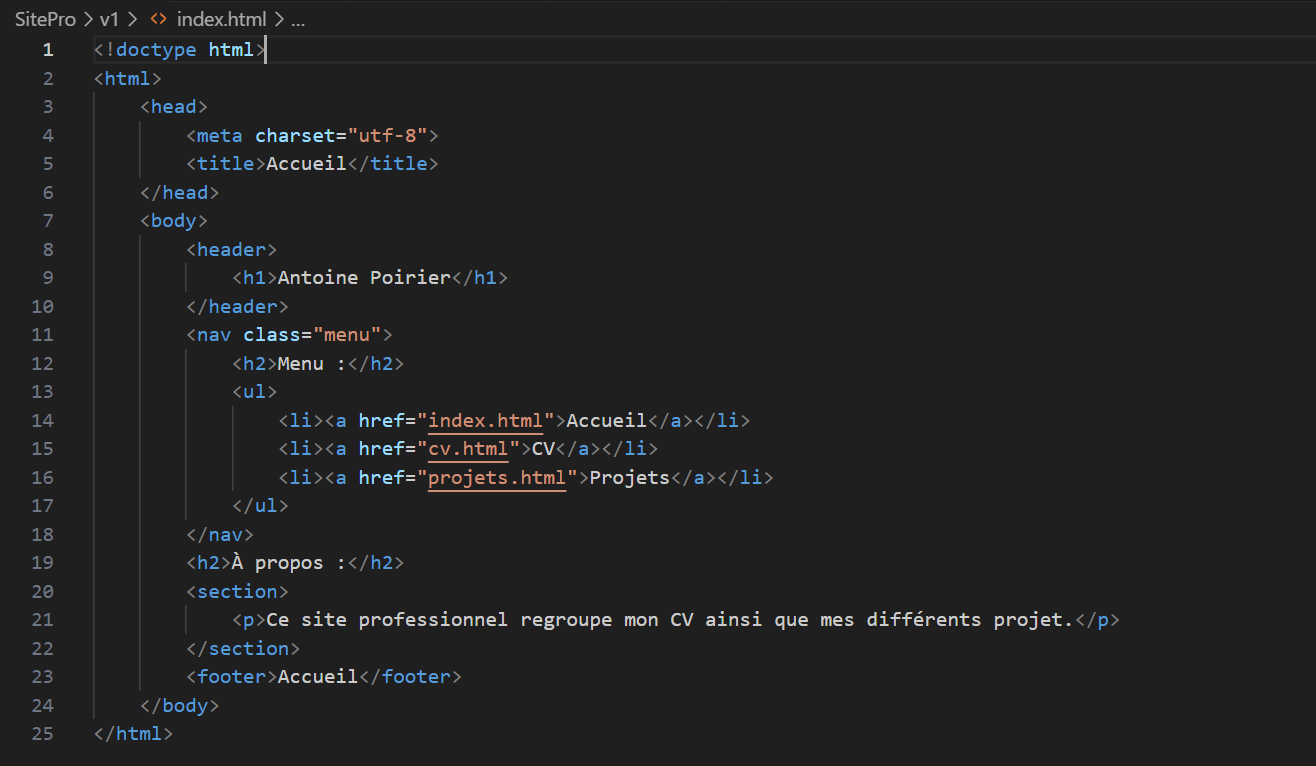 SitePro > v1 > <> index.html > ...
1 <!doctype html>
2 <html>
3     <head>
4         <meta charset="utf-8">
5         <title>Accueil</title>
6     </head>
7     <body>
8         <header>
9             <h1>Antoine Poirier</h1>
10         </header>
11         <nav class="menu">
12             <h2>Menu :</h2>
13             <ul>
14                 <li><a href="index.html">Accueil</a></li>
15                 <li><a href="cv.html">CV</a></li>
16                 <li><a href="projets.html">Projets</a></li>
17             </ul>
18         </nav>
19         <h2>À propos :</h2>
20         <section>
21             <p>Ce site professionnel regroupe mon CV ainsi que mes différents projet.</p>
22         </section>
23         <footer>Accueil</footer>
24     </body>
25 </html>